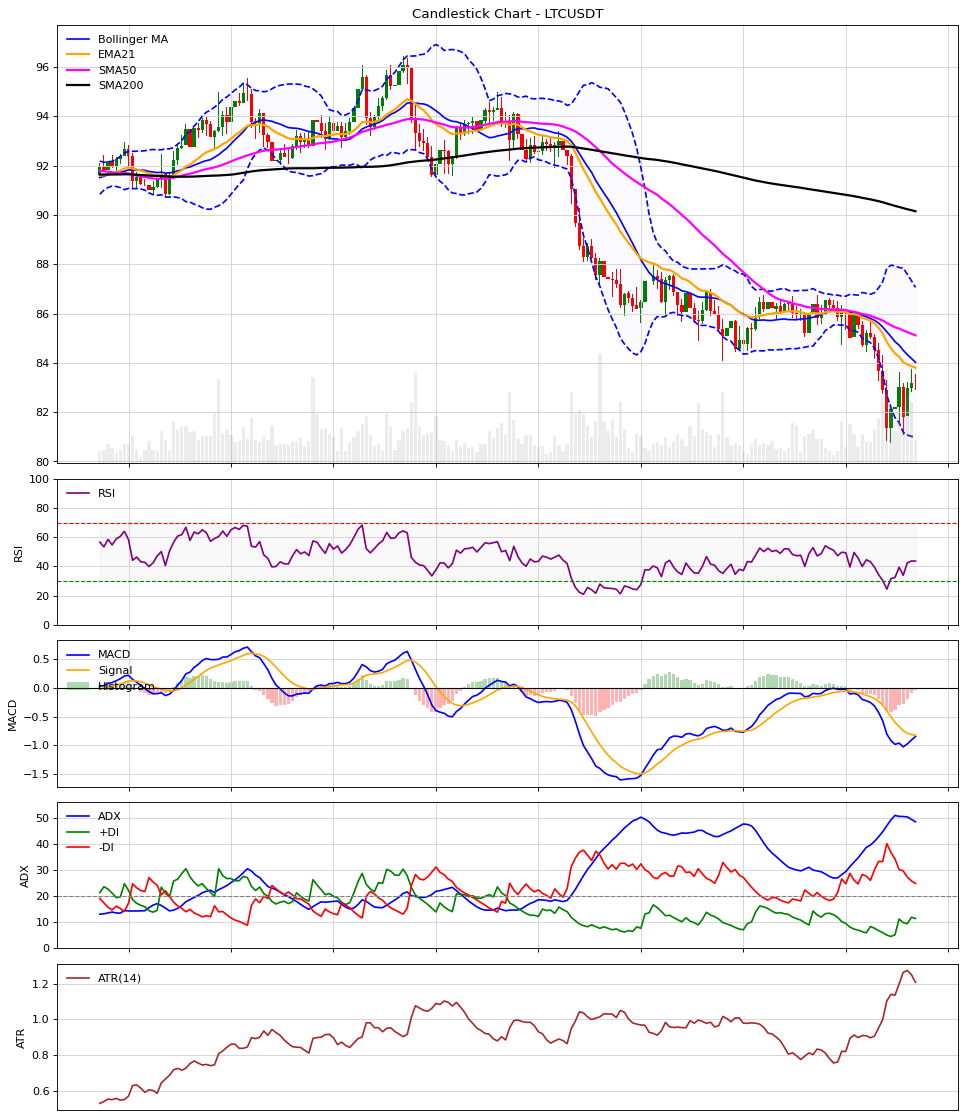 Candlestick Chart - LTCUSDT
Bollinger MA
EMA21
SMA50
SMA200
96
94
92
90
88
86
84
82
80
RSI
100
80
60
40
20
0
RSI
MACD
Signal
Histogram
0.5
0.0
−0.5
−1.0
−1.5
MACD
ADX
+DI
-DI
50
40
30
20
10
0
ADX
ATR(14)
1.2
1.0
0.8
0.6
ATR